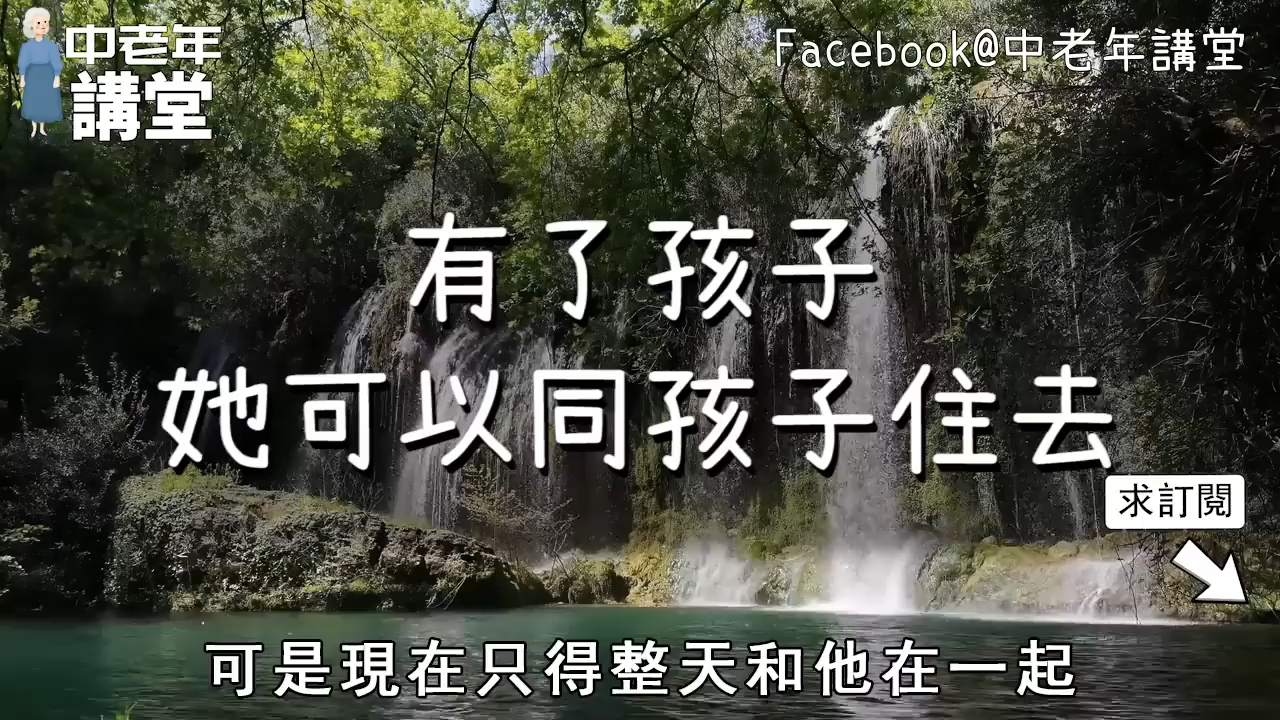 中老年
講堂
Facebook@中老年講堂
有了孩子
她可以同孩子住去
求訂閱
可是現在只得整天和他在一起